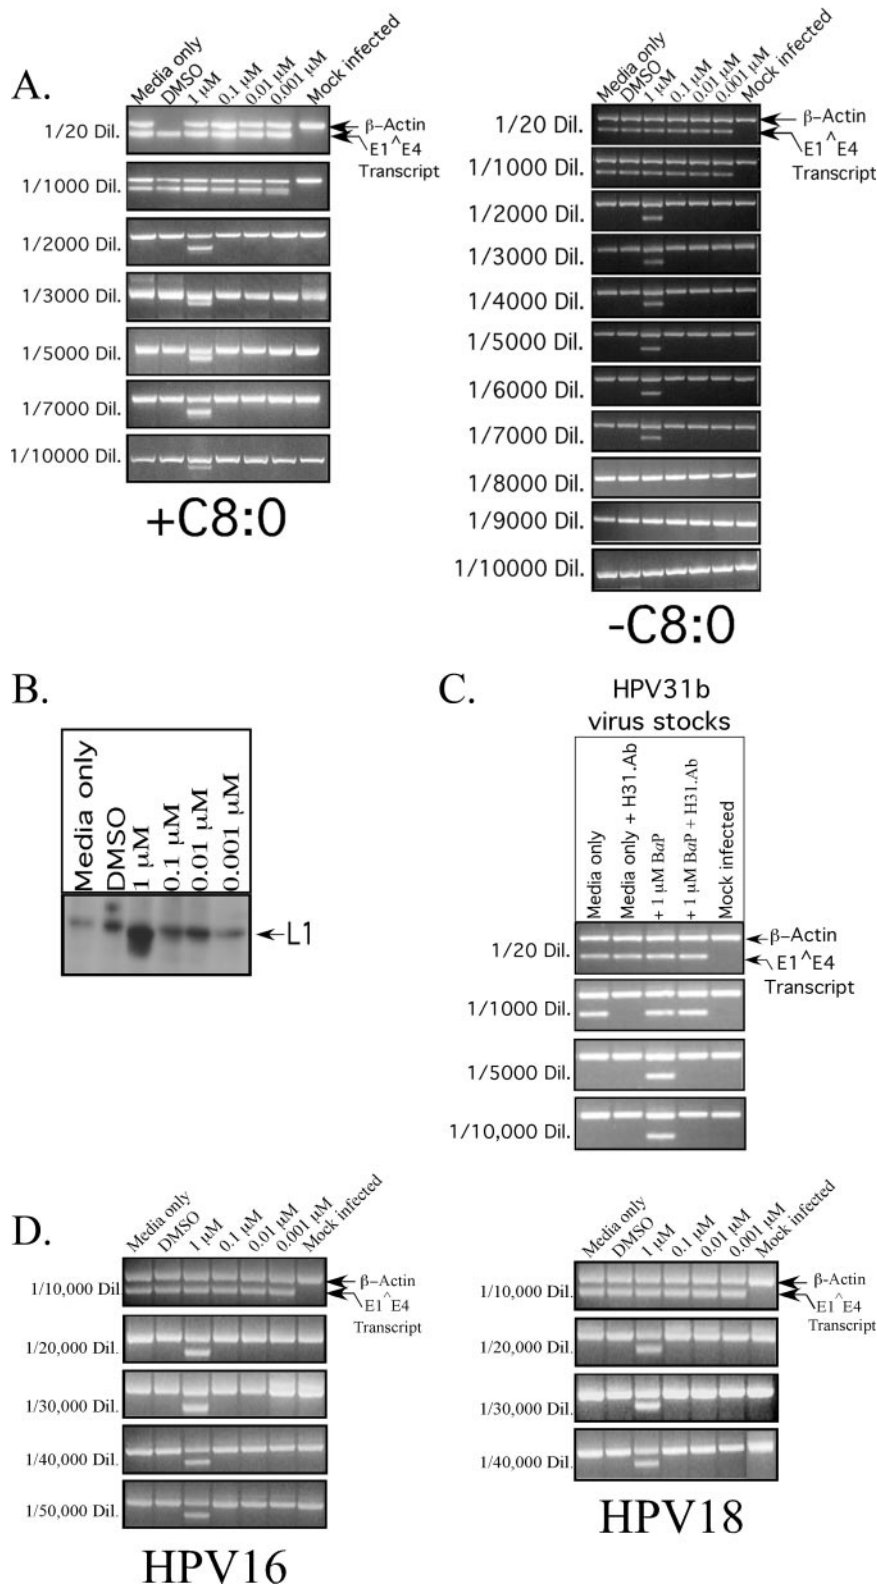 A.
Media only
DMSO
1 μM
0.1 μM
0.01 μM
0.001 μM
Mock infected
1/20 Dil.
β-Actin
E1^E4
Transcript
1/1000 Dil.
1/2000 Dil.
1/3000 Dil.
1/5000 Dil.
1/7000 Dil.
1/10000 Dil.
+C8:0
Media only
DMSO
1 μM
0.1 μM
0.01 μM
0.001 μM
Mock infected
1/20 Dil.
β-Actin
E1^E4
Transcript
1/1000 Dil.
1/2000 Dil.
1/3000 Dil.
1/4000 Dil.
1/5000 Dil.
1/6000 Dil.
1/7000 Dil.
1/8000 Dil.
1/9000 Dil.
1/10000 Dil.
-C8:0
B.
Media only
DMSO
1 μM
0.1 μM
0.01 μM
0.001 μM
L1
C.
HPV31b
virus stocks
Media only
Media only + H31.Ab
+ 1 μM BaP
+ 1 μM BaP + H31.Ab
Mock infected
1/20 Dil.
β-Actin
E1^E4
Transcript
1/1000 Dil.
1/5000 Dil.
1/10,000 Dil.
D.
Media only
DMSO
1 μM
0.1 μM
0.01 μM
0.001 μM
Mock infected
1/10,000 Dil.
β-Actin
E1^E4
Transcript
1/20,000 Dil.
1/30,000 Dil.
1/40,000 Dil.
1/50,000 Dil.
HPV16
Media only
DMSO
1 μM
0.1 μM
0.01 μM
0.001 μM
Mock infected
1/10,000 Dil.
β-Actin
E1^E4
Transcript
1/20,000 Dil.
1/30,000 Dil.
1/40,000 Dil.
HPV18